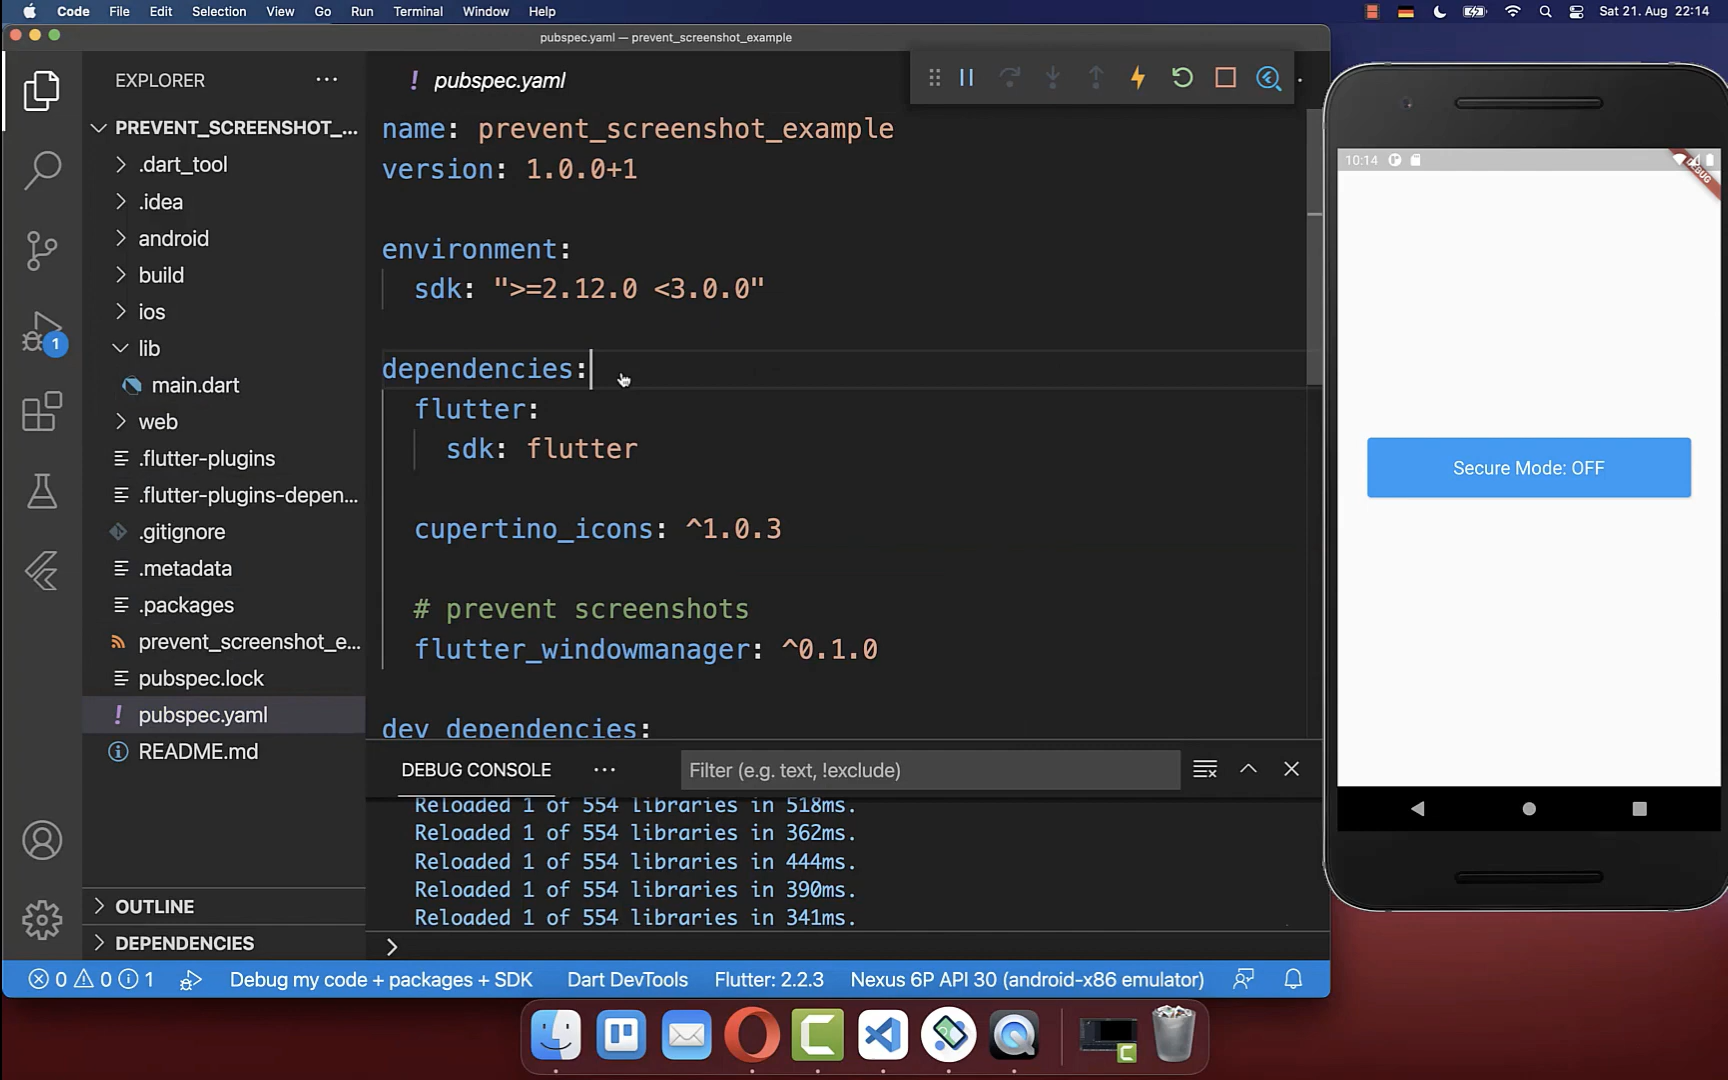 Code File Edit Selection View Go Run Terminal Window Help
Sat 21. Aug 22:14
pubspec.yaml — prevent_screenshot_example
EXPLORER
PREVENT_SCREENSHOT_...
.dart_tool
.idea
android
build
ios
lib
main.dart
web
.flutter-plugins
.flutter-plugins-depen...
.gitignore
.metadata
.packages
prevent_screenshot_e...
pubspec.lock
! pubspec.yaml
README.md
OUTLINE
DEPENDENCIES
1
! pubspec.yaml
name: prevent_screenshot_example
version: 1.0.0+1
environment:
sdk: ">=2.12.0 <3.0.0"
dependencies:
flutter:
sdk: flutter
cupertino_icons: ^1.0.3
# prevent screenshots
flutter_windowmanager: ^0.1.0
dev_dependencies:
DEBUG CONSOLE
Filter (e.g. text, !exclude)
Reloaded 1 of 554 libraries in 518ms.
Reloaded 1 of 554 libraries in 362ms.
Reloaded 1 of 554 libraries in 444ms.
Reloaded 1 of 554 libraries in 390ms.
Reloaded 1 of 554 libraries in 341ms.
0 0 1 Debug my code + packages + SDK Dart DevTools Flutter: 2.2.3 Nexus 6P API 30 (android-x86 emulator)
10:14
DEBUG
Secure Mode: OFF